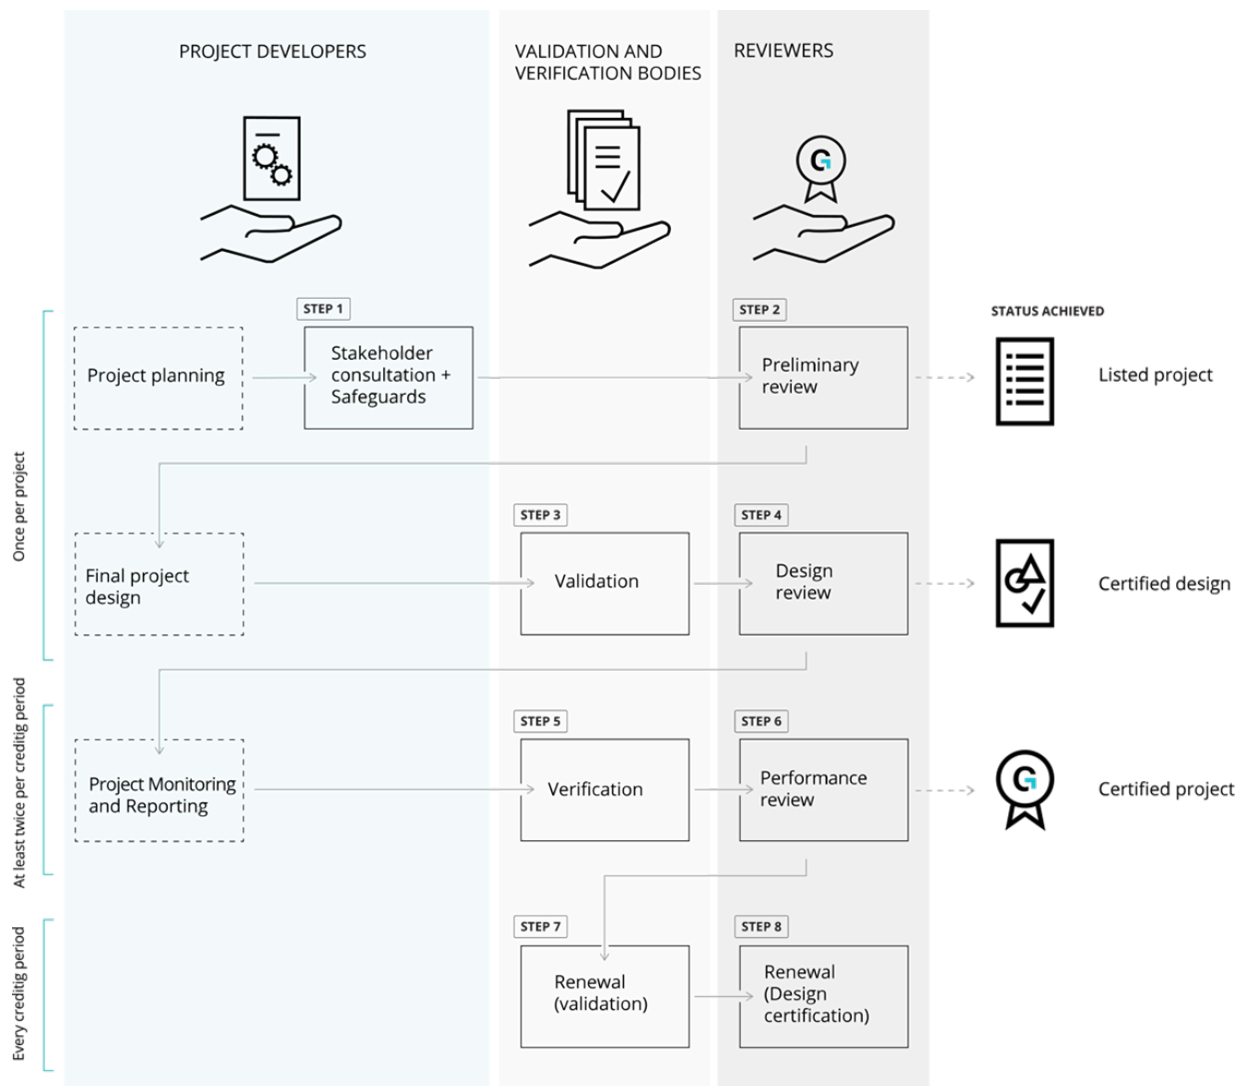 PROJECT DEVELOPERS
VALIDATION AND
VERIFICATION BODIES
REVIEWERS
G
STEP 1
STEP 2
STATUS ACHIEVED
Project planning
Stakeholder
consultation +
Safeguards
Preliminary
review
Listed project
Once per project
STEP 3
STEP 4
Final project
design
Validation
Design
review
Certified design
At least twice per creditig period
STEP 5
STEP 6
Project Monitoring
and Reporting
Verification
Performance
review
G
Certified project
Every creditig period
STEP 7
STEP 8
Renewal
(validation)
Renewal
(Design
certification)